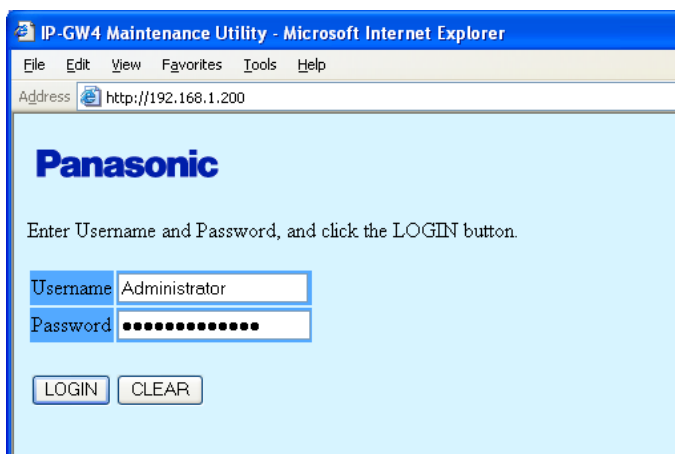 IP-GW4 Maintenance Utility - Microsoft Internet Explorer
File Edit View Favorites Tools Help
Address http://192.168.1.200
Panasonic
Enter Username and Password, and click the LOGIN button.
Username Administrator
Password ●●●●●●●●●●●●●
LOGIN CLEAR